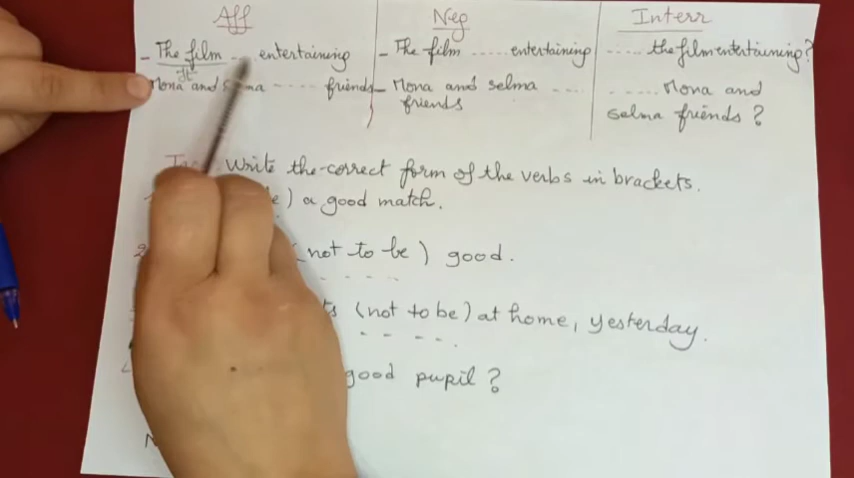 Aff
Neg
Interr
- The film .... entertaining
- The film ..... entertaining
..... the film entertaining?
it
Mona and Selma ..... friends
- Mona and selma ....
friends
...... Mona and
selma friends ?
write the correct form of the verbs in brackets.
) a good match.
(not to be) good.
(not to be) at home, yesterday.
good pupil ?